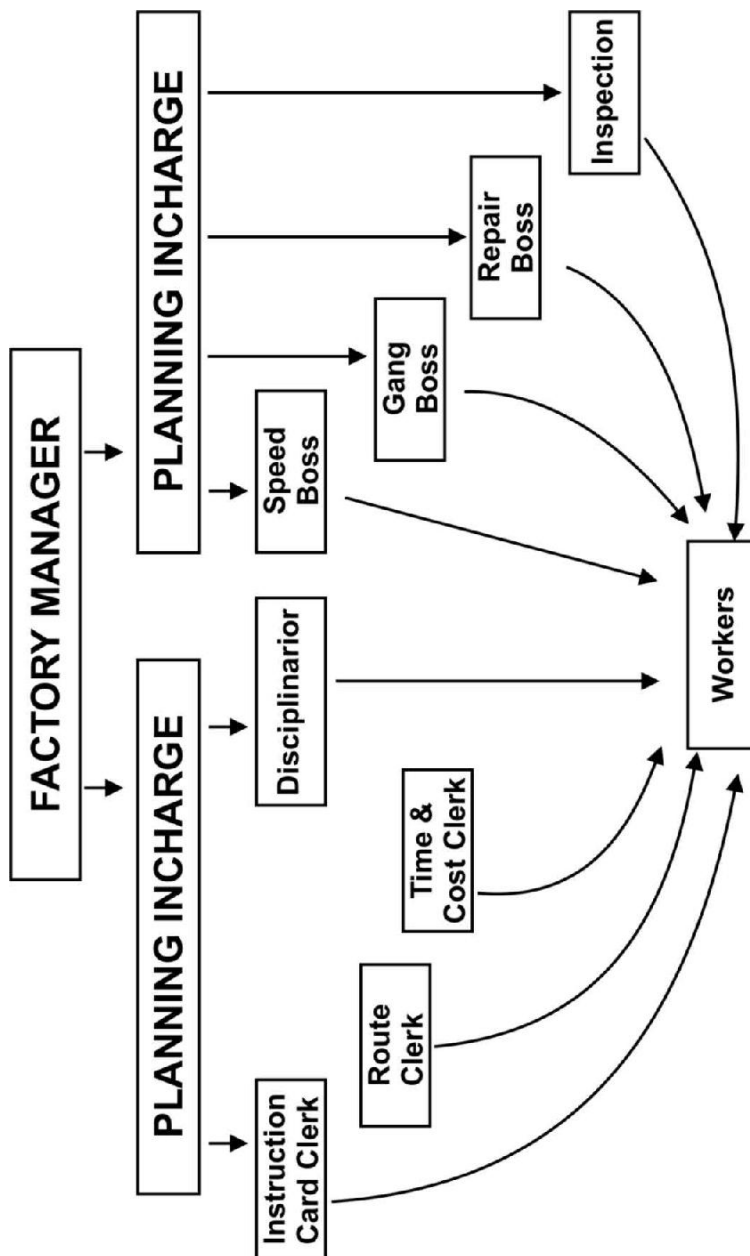 FACTORY MANAGER
PLANNING INCHARGE
PLANNING INCHARGE
Instruction
Card Clerk
Route
Clerk
Time &
Cost Clerk
Disciplinarior
Speed
Boss
Gang
Boss
Repair
Boss
Inspection
Workers